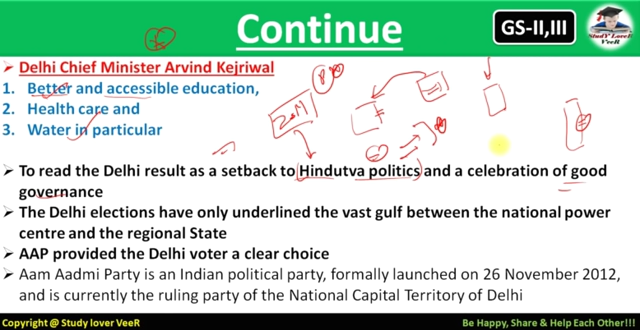 Continue
GS-II,III
StudY LoveR
VeeR
➤ Delhi Chief Minister Arvind Kejriwal
1. Better and accessible education,
2. Health care and
3. Water in particular
➤ To read the Delhi result as a setback to Hindutva politics and a celebration of good
governance
➤ The Delhi elections have only underlined the vast gulf between the national power
centre and the regional State
➤ AAP provided the Delhi voter a clear choice
➤ Aam Aadmi Party is an Indian political party, formally launched on 26 November 2012,
and is currently the ruling party of the National Capital Territory of Delhi
Copyright @ Study lover VeeR
Be Happy, Share & Help Each Other!!!